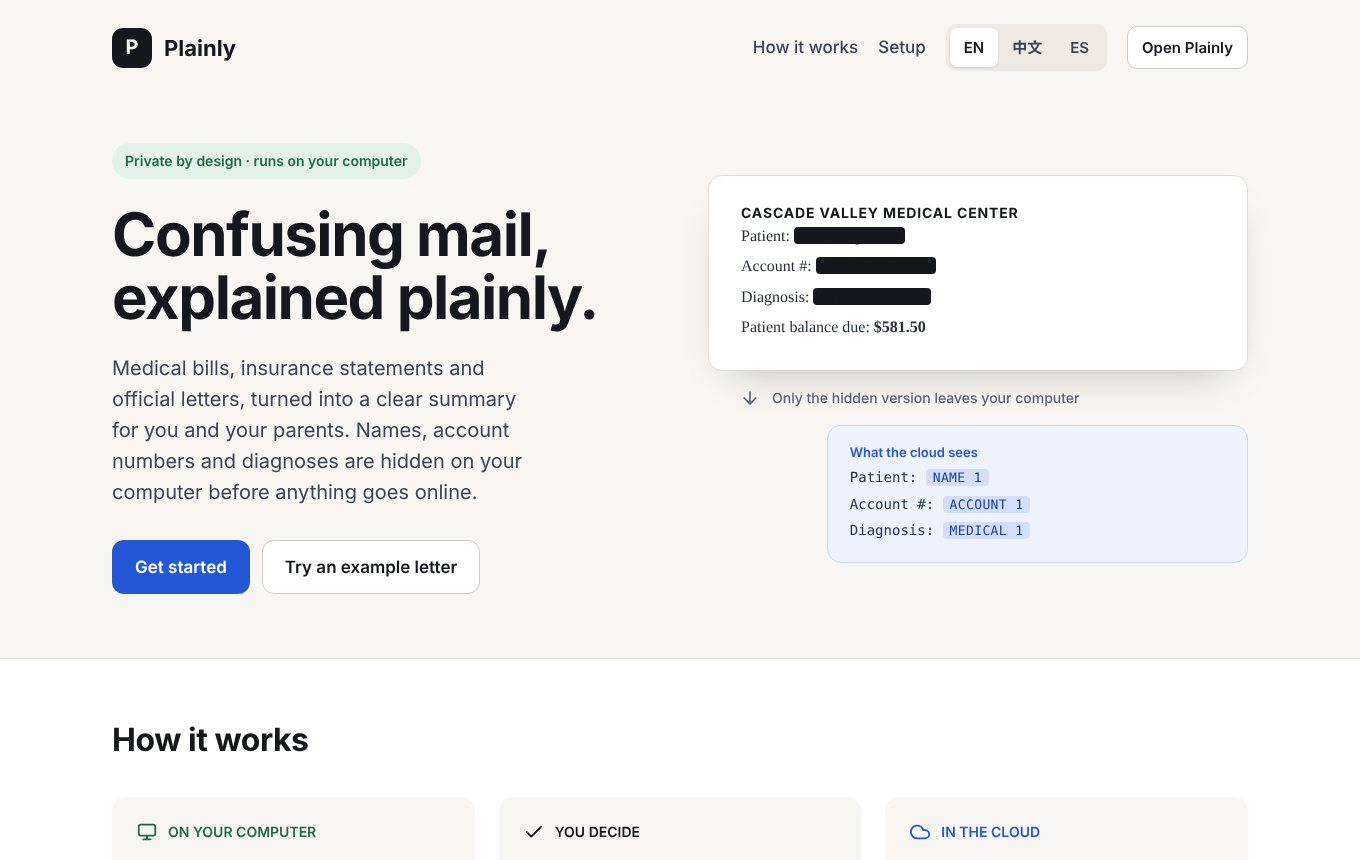 P Plainly
How it works Setup EN 中文 ES Open Plainly
Private by design · runs on your computer
Confusing mail,
explained plainly.
Medical bills, insurance statements and
official letters, turned into a clear summary
for you and your parents. Names, account
numbers and diagnoses are hidden on your
computer before anything goes online.
Get started Try an example letter
CASCADE VALLEY MEDICAL CENTER
Patient:
Account #:
Diagnosis:
Patient balance due: $581.50
Only the hidden version leaves your computer
What the cloud sees
Patient: NAME 1
Account #: ACCOUNT 1
Diagnosis: MEDICAL 1
How it works
ON YOUR COMPUTER
YOU DECIDE
IN THE CLOUD